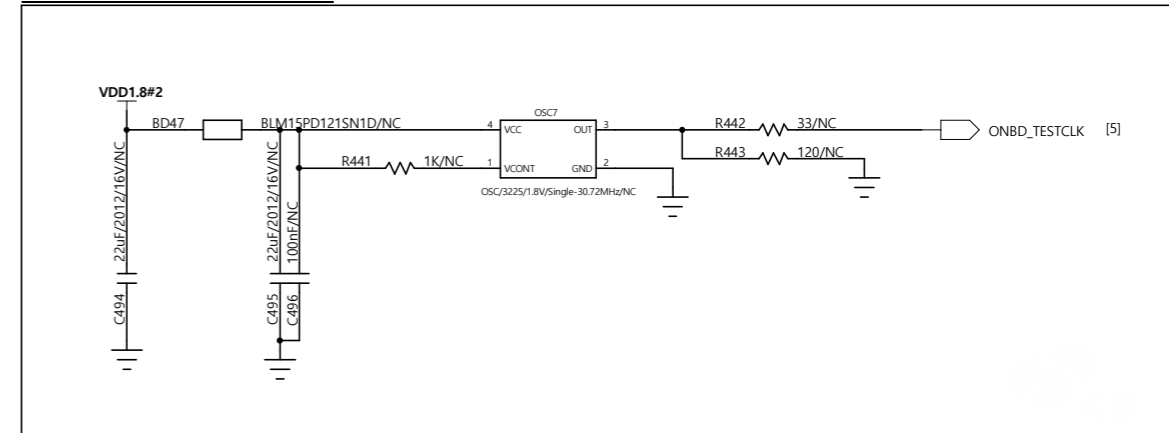 VDD1.8#2
BD47 BLM15PD121SN1D/NC
22uF/2012/16V/NC
C494
22uF/2012/16V/NC
C495
100nF/NC
C496
R441 1K/NC
OSC7
4 VCC OUT 3
1 VCONT GND 2
OSC/3225/1.8V/Single-30.72MHz/NC
R442 33/NC
R443 120/NC
ONBD_TESTCLK [5]